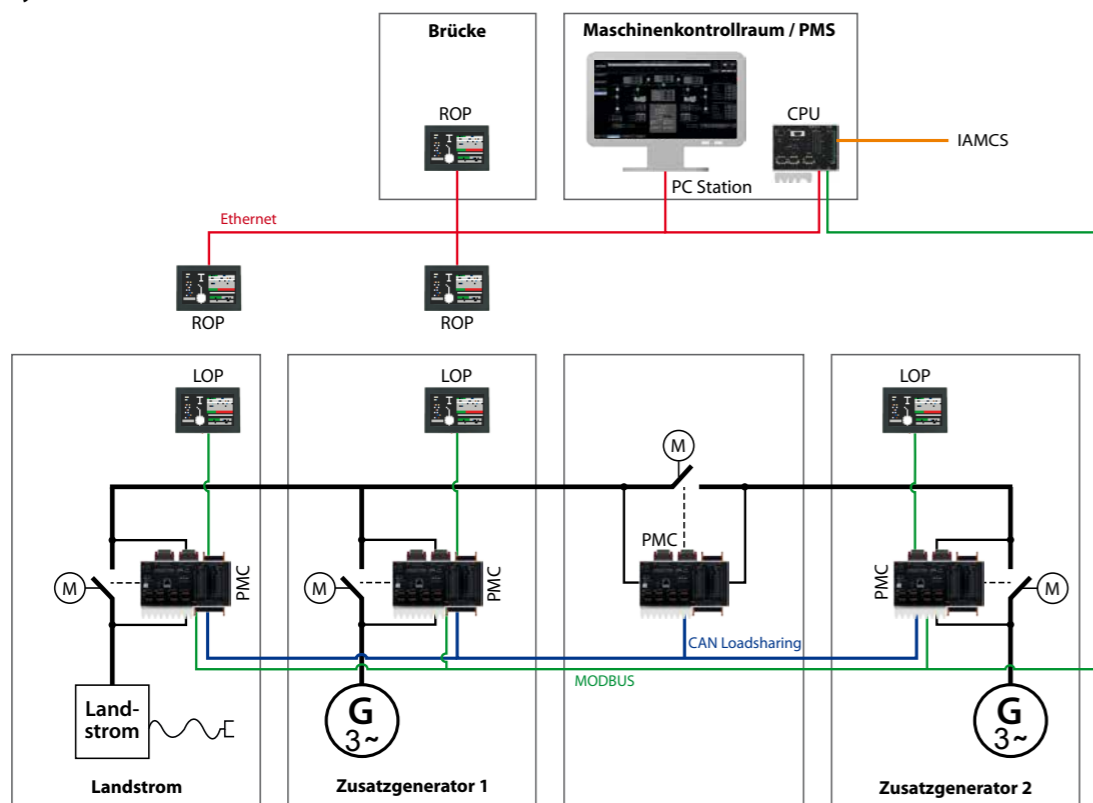 Brücke
Maschinenkontrollraum / PMS
ROP
CPU
IAMCS
PC Station
Ethernet
ROP
ROP
LOP
LOP
LOP
M
PMC
M
PMC
M
PMC
PMC
M
CAN Loadsharing
MODBUS
Land-
strom
G
3~
G
3~
Landstrom
Zusatzgenerator 1
Zusatzgenerator 2